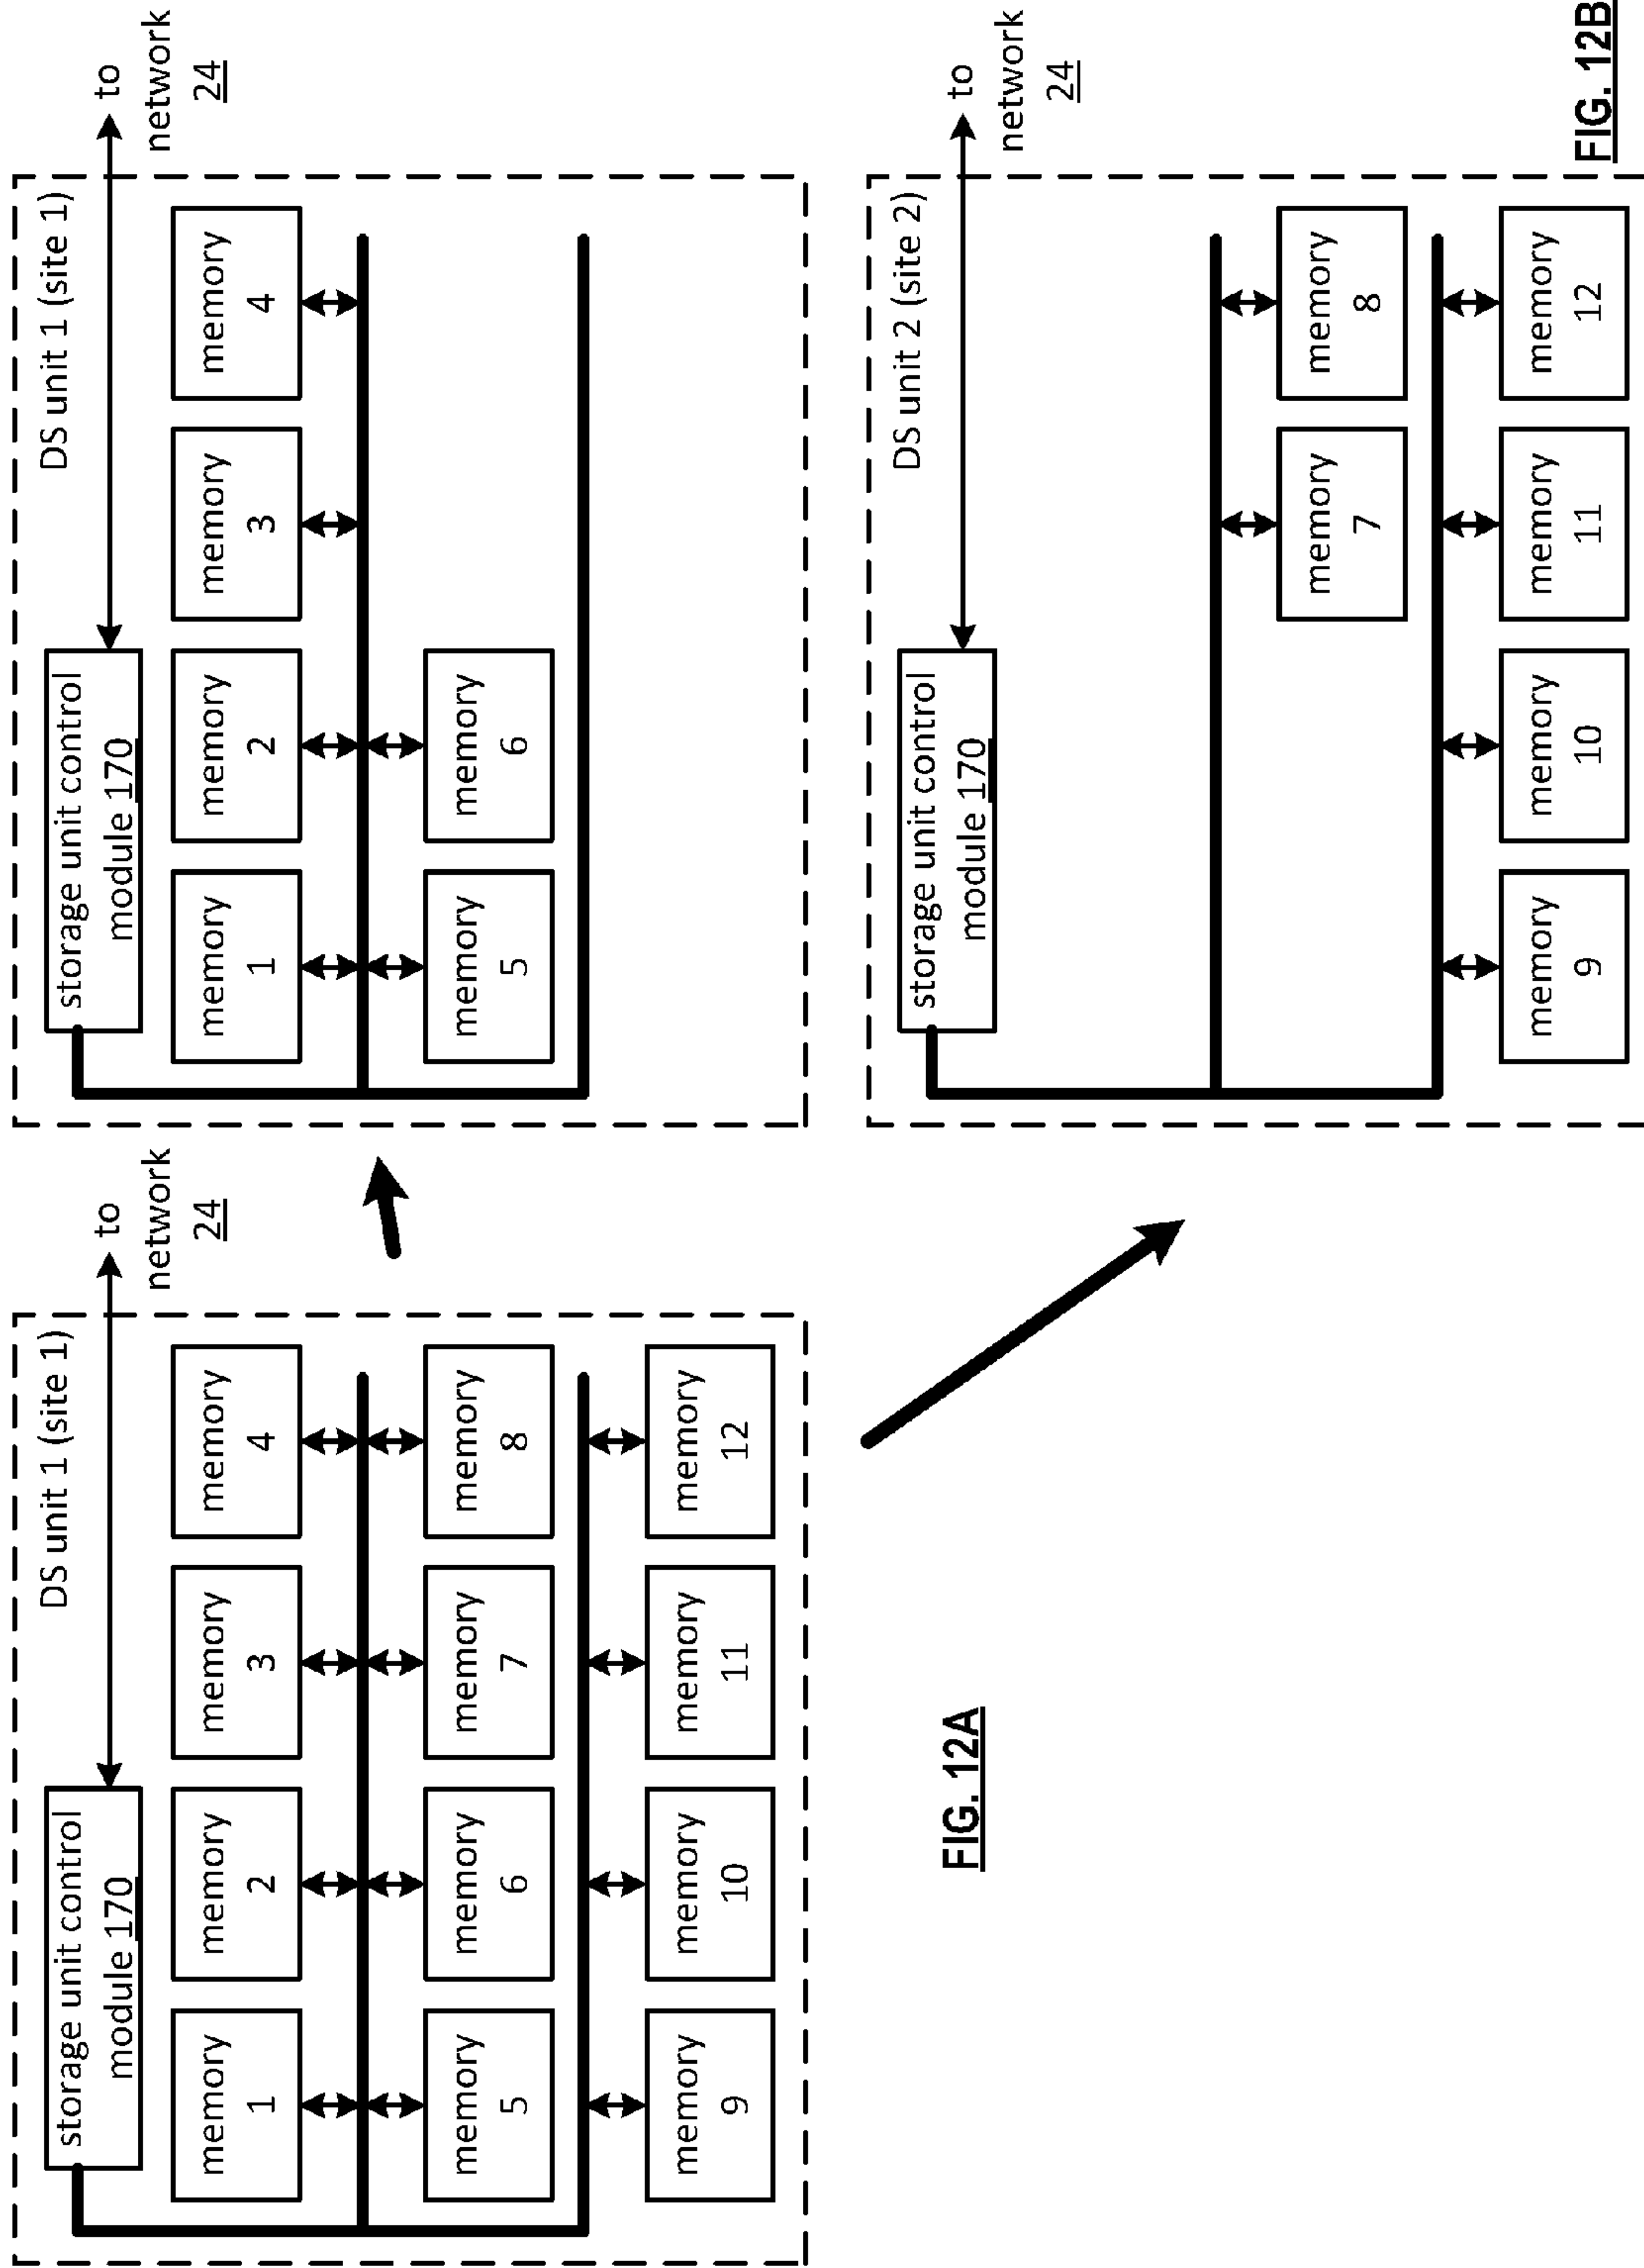 DS unit 1 (site 1)
storage unit control
module 170
to
network
24
memory
1
memory
2
memory
3
memory
4
memory
5
memory
6
memory
7
memory
8
memory
9
memory
10
memory
11
memory
12
FIG. 12A
DS unit 1 (site 1)
storage unit control
module 170
to
network
24
memory
1
memory
2
memory
3
memory
4
memory
5
memory
6
DS unit 2 (site 2)
storage unit control
module 170
to
network
24
memory
7
memory
8
memory
9
memory
10
memory
11
memory
12
FIG. 12B